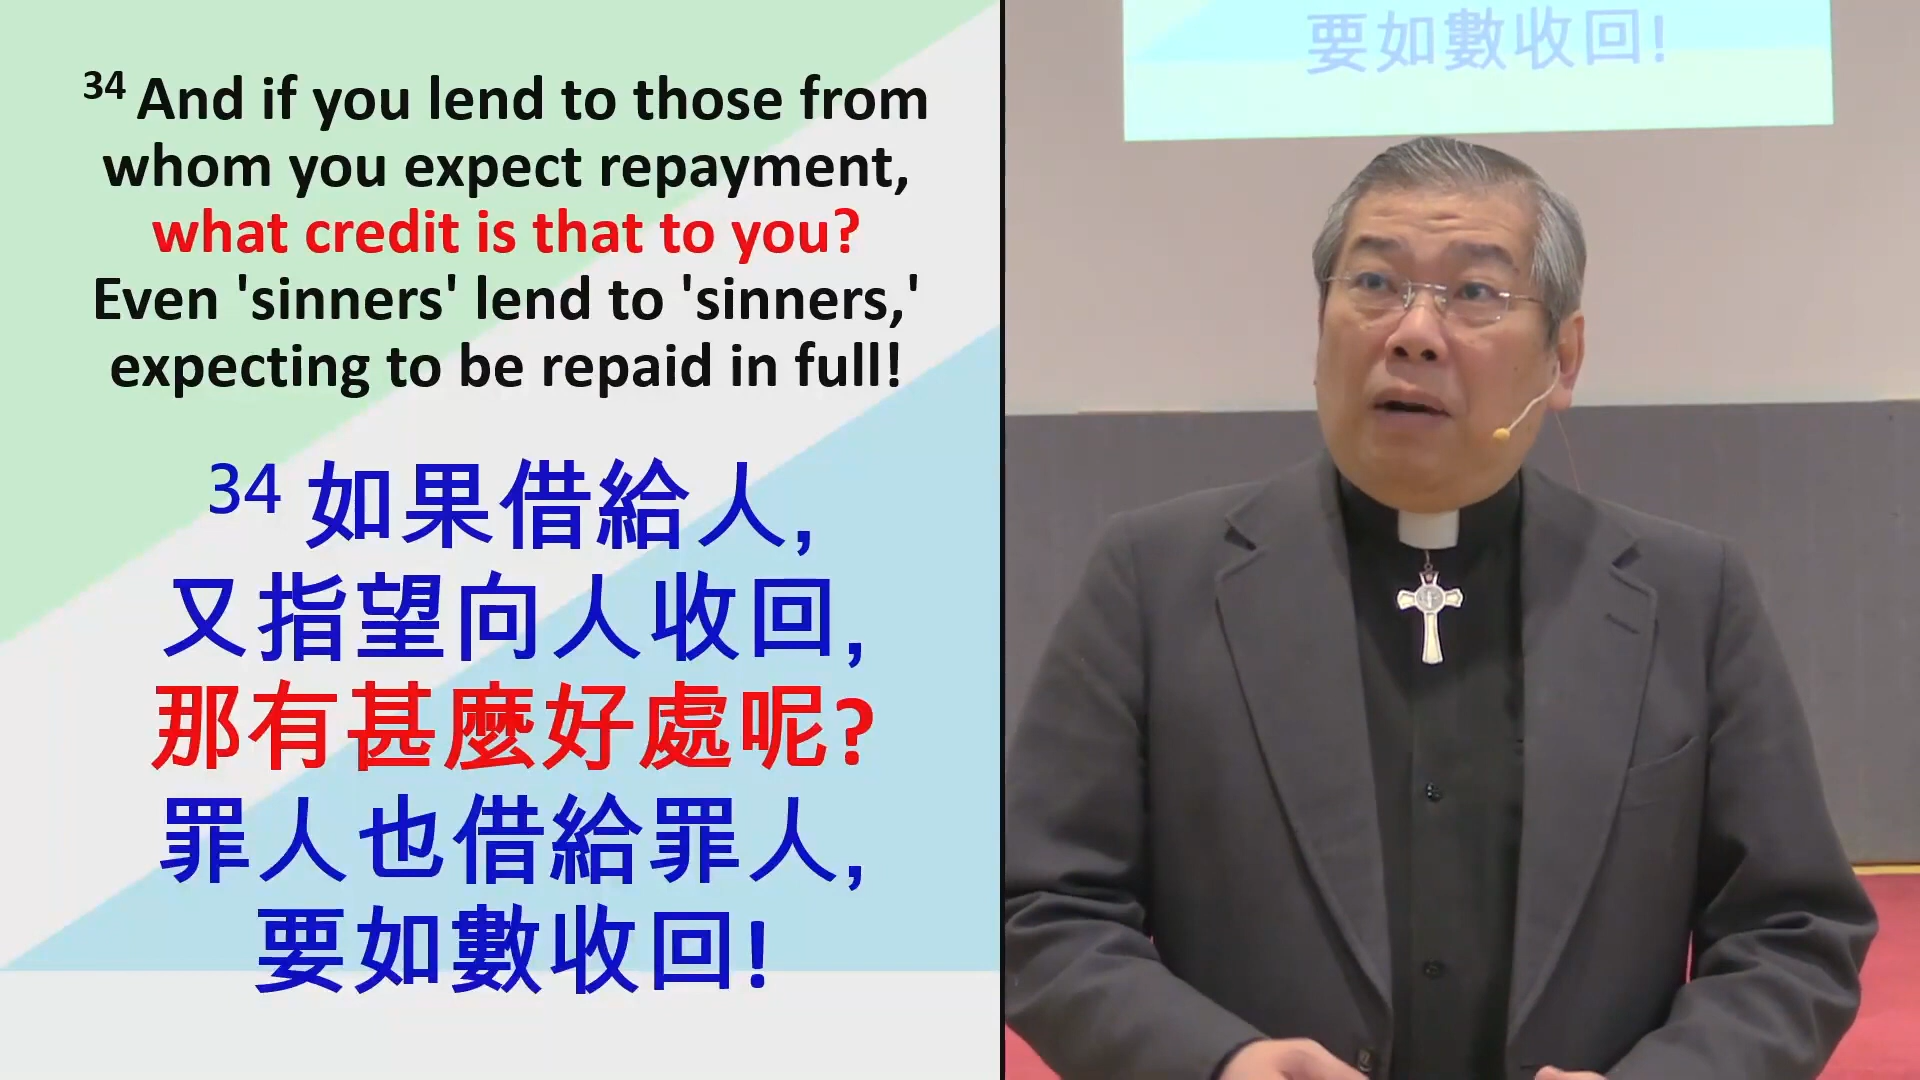 34 And if you lend to those from
whom you expect repayment,
what credit is that to you?
Even 'sinners' lend to 'sinners,'
expecting to be repaid in full!
34 如果借給人,
又指望向人收回,
那有甚麼好處呢?
罪人也借給罪人,
要如數收回!
要如數收回!